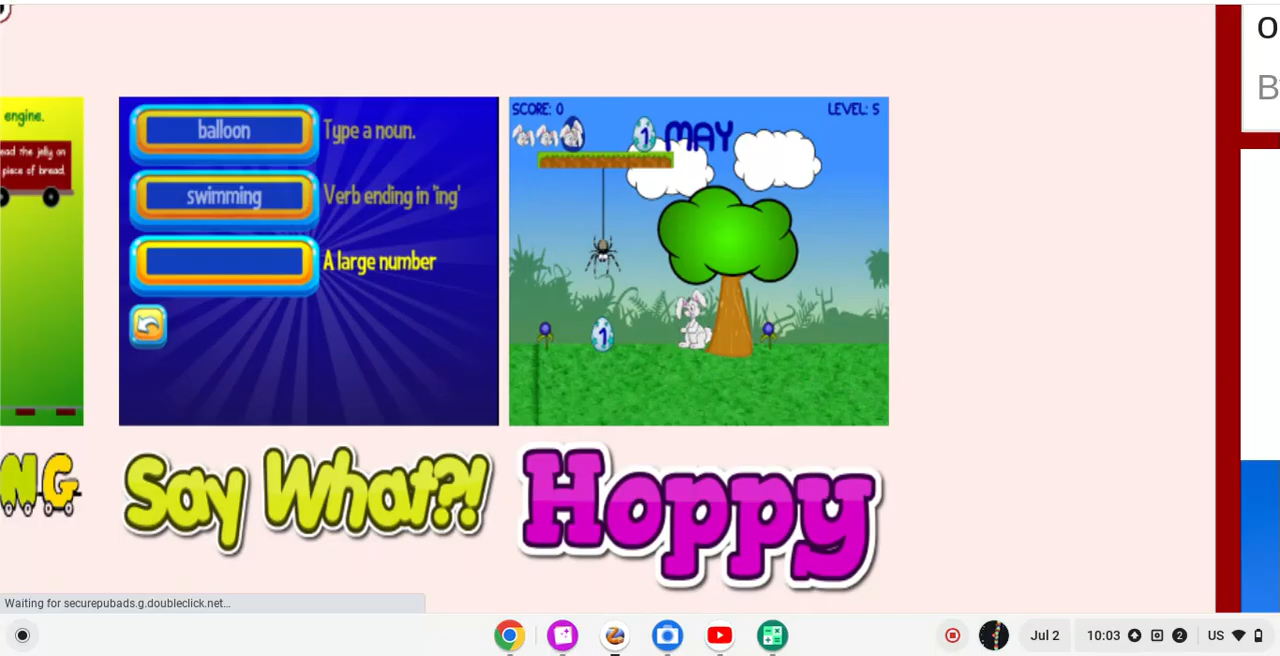 O
B
engine.
ead the jelly on
piece of bread.
balloon
Type a noun.
swimming
Verb ending in 'ing'
A large number
SCORE: 0
LEVEL: 5
1
MAY
1
NG
Say What?!
Hoppy
Waiting for securepubads.g.doubleclick.net...
Jul 2
10:03
2
US